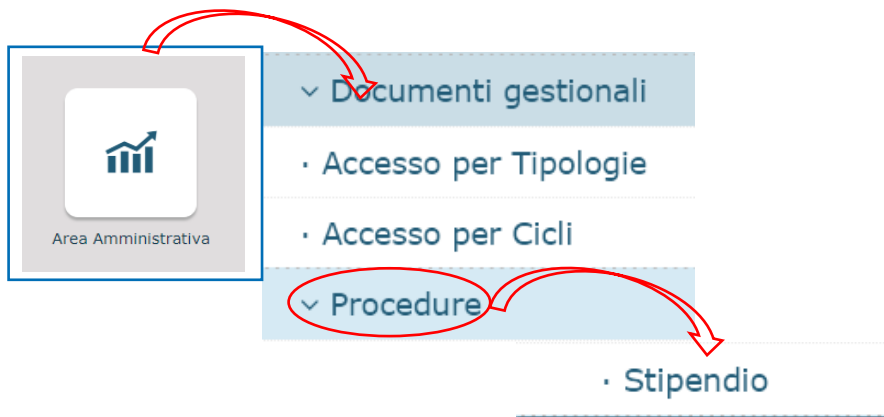 Documenti gestionali
Accesso per Tipologie
Area Amministrativa
Accesso per Cicli
Procedure
Stipendio